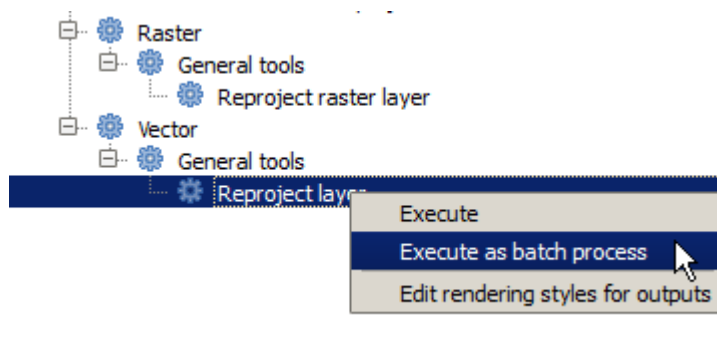 Raster
General tools
Reproject raster layer
Vector
General tools
Reproject layer
Execute
Execute as batch process
Edit rendering styles for outputs